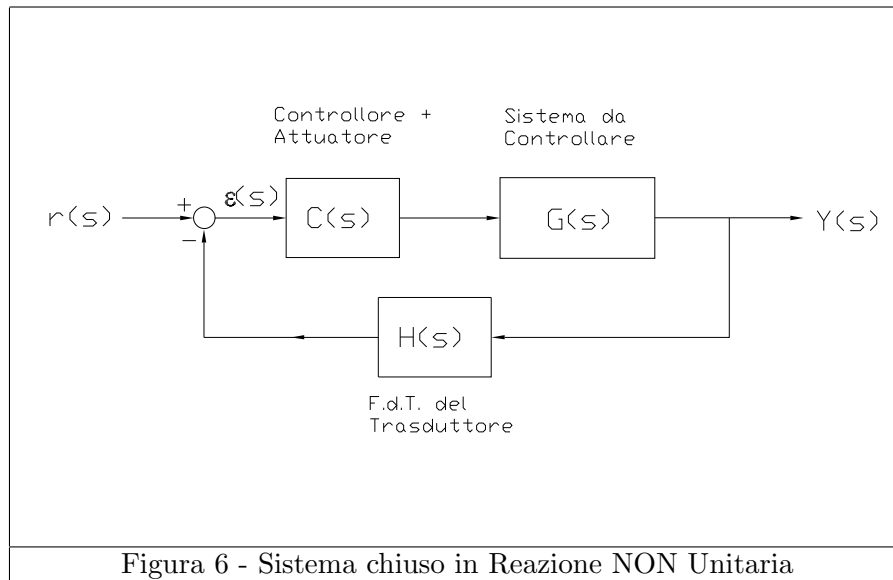 Controllore +
Attuatore
Sistema da
Controllare
r(s)
+
ε(s)
C(s)
G(s)
Y(s)
−
H(s)
F.d.T. del
Trasduttore
Figura 6 - Sistema chiuso in Reazione NON Unitaria